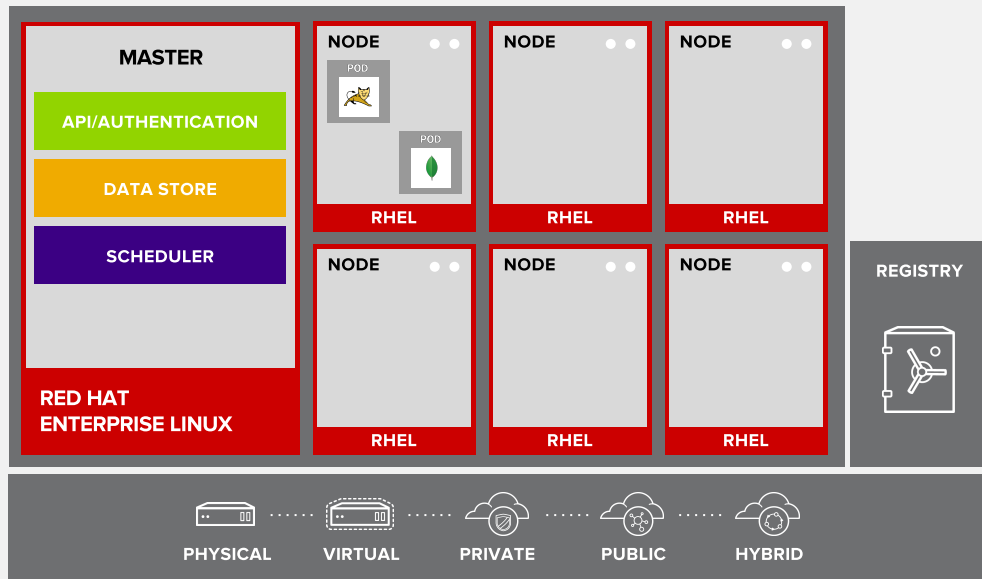 MASTER
API/AUTHENTICATION
DATA STORE
SCHEDULER
RED HAT
ENTERPRISE LINUX
NODE
POD
POD
RHEL
NODE
RHEL
NODE
RHEL
NODE
RHEL
NODE
RHEL
NODE
RHEL
REGISTRY
PHYSICAL
VIRTUAL
PRIVATE
PUBLIC
HYBRID